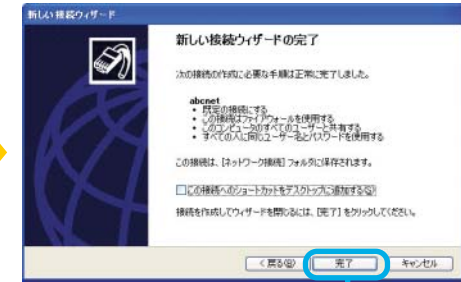 新しい接続ウィザード
新しい接続ウィザードの完了
次の接続の作成に必要な手順は正常に完了しました。
abcnet
• 既定の接続にする
• この接続はファイアウォールを使用する
• このコンピュータのすべてのユーザーと共有する
• すべての人に同じユーザー名とパスワードを使用する
この接続は、[ネットワーク接続] フォルダに保存されます。
この接続へのショートカットをデスクトップに追加する(S)
接続を作成してウィザードを閉じるには、[完了] をクリックしてください。
< 戻る(B)
完了
キャンセル